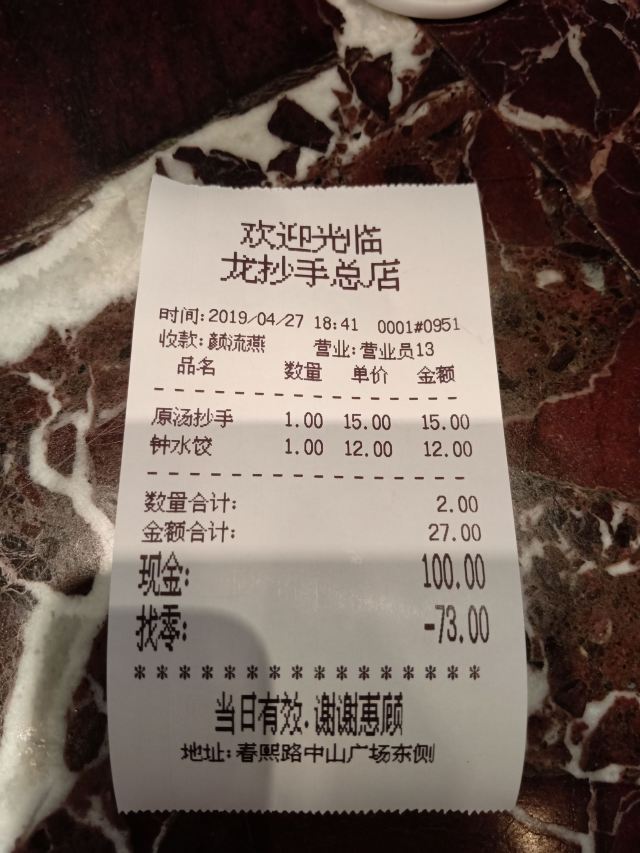 欢迎光临
龙抄手总店
时间:2019/04/27 18:41 0001#0951
收款:颜流燕 营业:营业员13
品名 数量 单价 金额
原汤抄手 1.00 15.00 15.00
钟水饺 1.00 12.00 12.00
数量合计: 2.00
金额合计: 27.00
现金: 100.00
找零: -73.00
* * * * * * * * * * * * * * * * *
当日有效.谢谢惠顾
地址:春熙路中山广场东侧